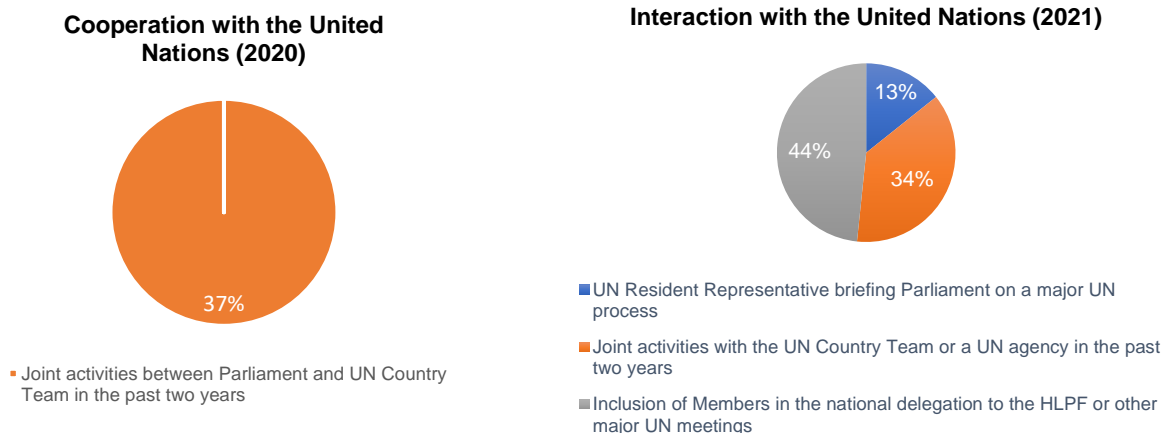 Cooperation with the United
Nations (2020)
37%
Joint activities between Parliament and UN Country
Team in the past two years
Interaction with the United Nations (2021)
13%
44%
34%
UN Resident Representative briefing Parliament on a major UN
process
Joint activities with the UN Country Team or a UN agency in the past
two years
Inclusion of Members in the national delegation to the HLPF or other
major UN meetings